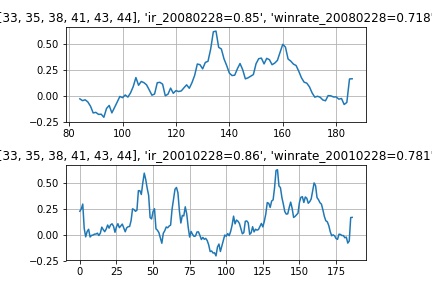 [33, 35, 38, 41, 43, 44], 'ir_20080228=0.85', 'winrate_20080228=0.718'
0.50
0.25
0.00
−0.25
80 100 120 140 160 180
[33, 35, 38, 41, 43, 44], 'ir_20010228=0.86', 'winrate_20010228=0.781'
0.50
0.25
0.00
−0.25
0 25 50 75 100 125 150 175